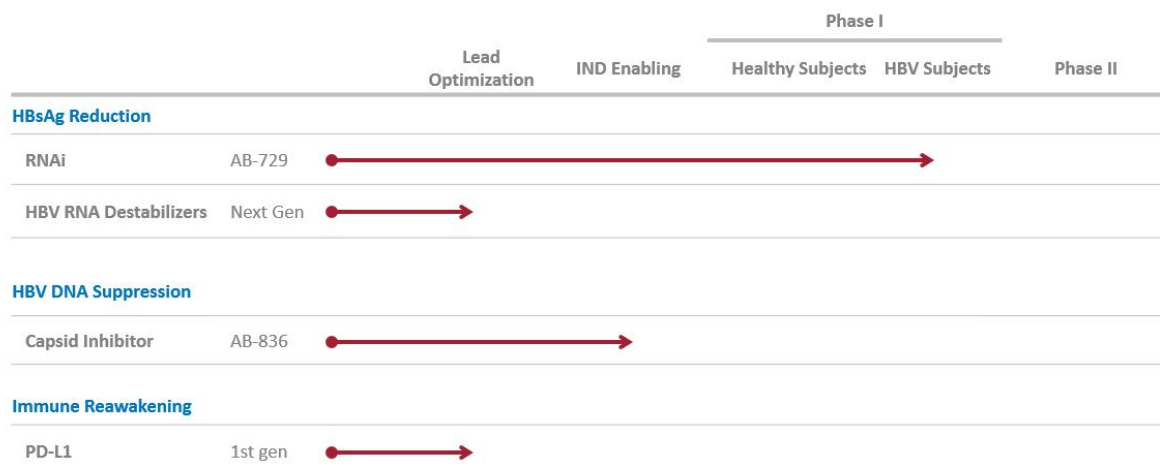 Phase I
Lead
Optimization
IND Enabling
Healthy Subjects
HBV Subjects
Phase II
HBsAg Reduction
RNAi AB-729
HBV RNA Destabilizers Next Gen
HBV DNA Suppression
Capsid Inhibitor AB-836
Immune Reawakening
PD-L1 1st gen